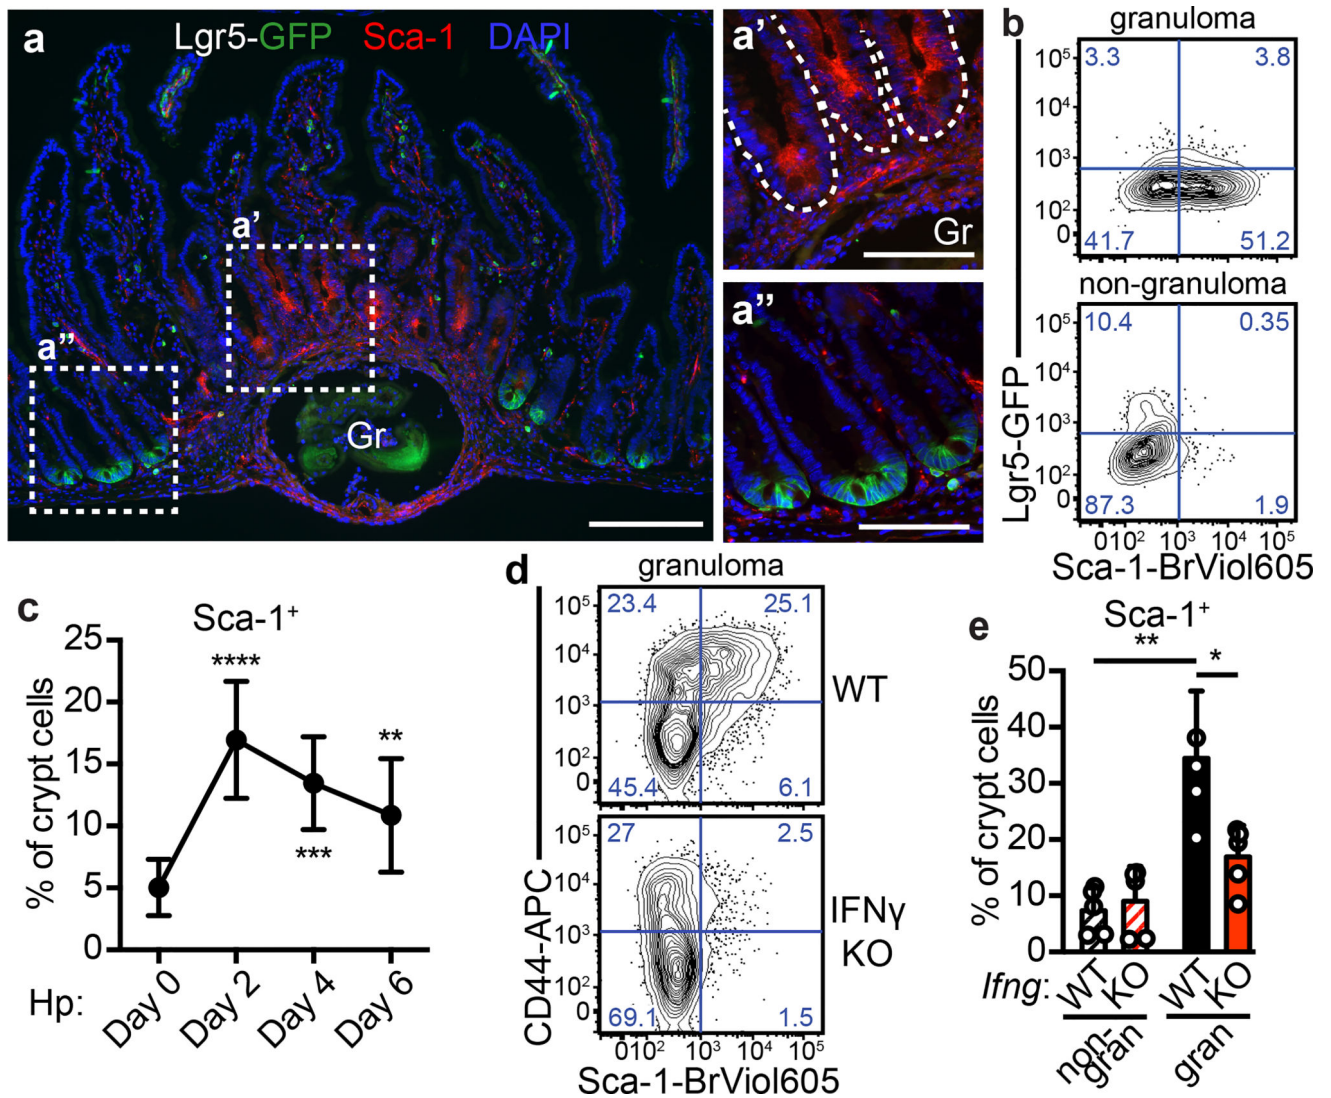 a
Lgr5-GFP Sca-1 DAPI
a’
a”
Gr
a’
Gr
a”
b
granuloma
3.3 3.8
41.7 51.2
10⁵
10⁴
10³
10²
0
non-granuloma
10.4 0.35
87.3 1.9
10⁵
10⁴
10³
10²
0
Lgr5-GFP
0 10² 10³ 10⁴ 10⁵
Sca-1-BrViol605
c
Sca-1⁺
25
20
15
10
5
0
% of crypt cells
****
***
**
Hp:
Day 0 Day 2 Day 4 Day 6
d
granuloma
23.4 25.1
45.4 6.1
10⁵
10⁴
10³
10²
0
WT
27 2.5
69.1 1.5
10⁵
10⁴
10³
10²
0
IFNγ
KO
CD44-APC
0 10² 10³ 10⁴ 10⁵
Sca-1-BrViol605
e
Sca-1⁺
** *
50
40
30
20
10
0
% of crypt cells
Ifng: WT KO WT KO
non-
gran
gran